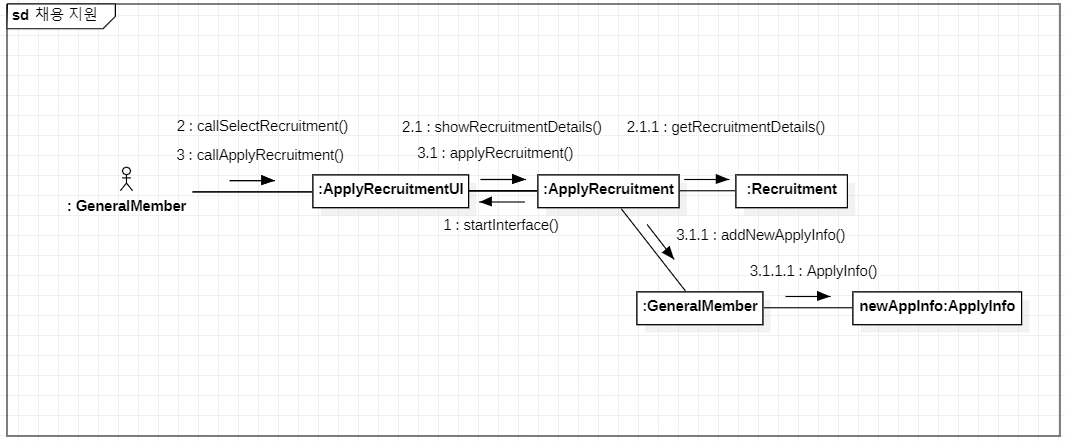 sd 채용 지원
2 : callSelectRecruitment()
2.1 : showRecruitmentDetails()
2.1.1 : getRecruitmentDetails()
3 : callApplyRecruitment()
3.1 : applyRecruitment()
: GeneralMember
:ApplyRecruitmentUI
:ApplyRecruitment
:Recruitment
1 : startInterface()
3.1.1 : addNewApplyInfo()
3.1.1.1 : ApplyInfo()
:GeneralMember
newAppInfo:ApplyInfo